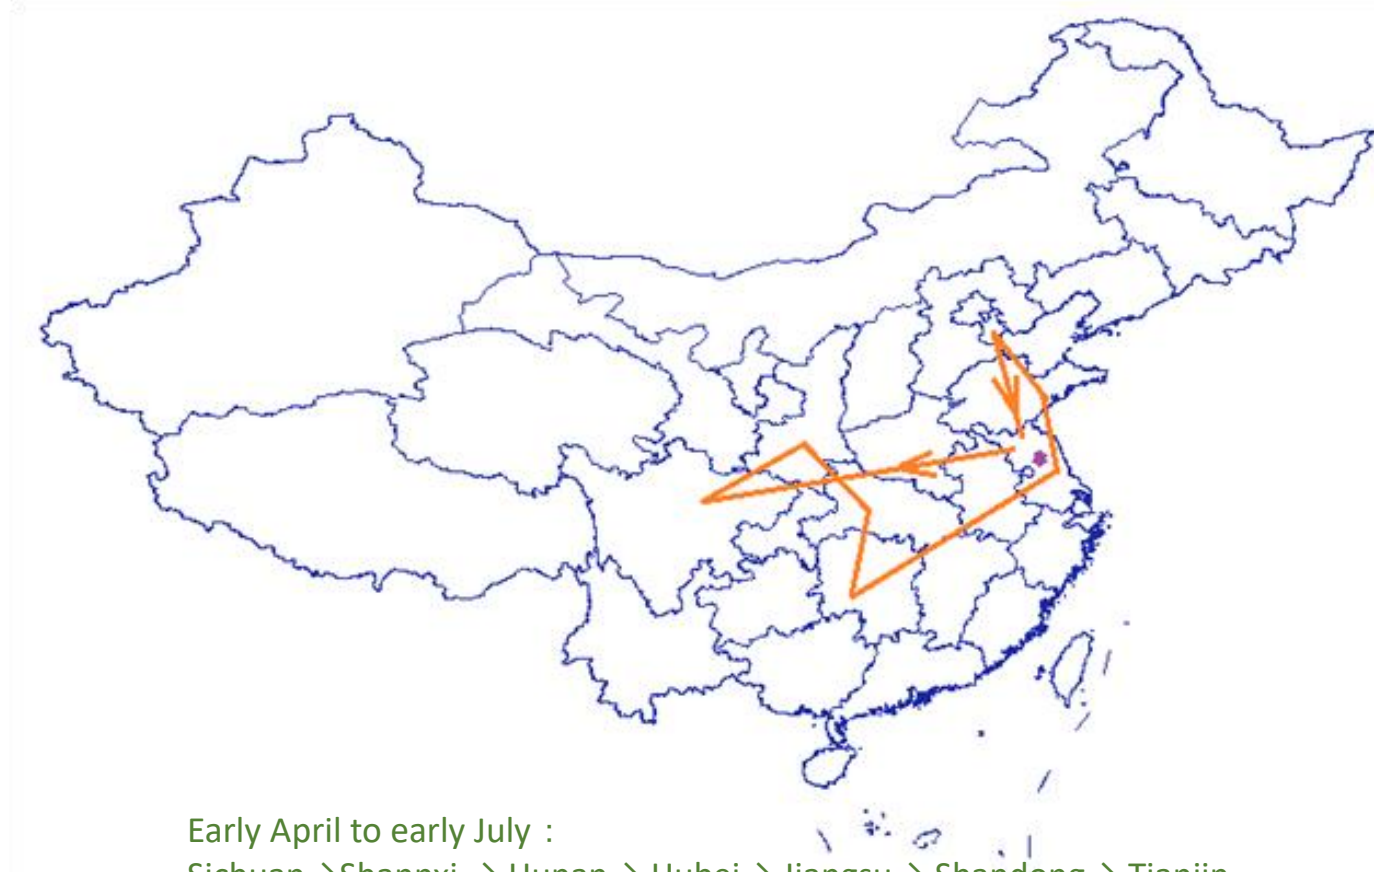 Early April to early July：
Sichuan→Shannxi → Hunan→ Hubei→Jiangsu→ Shandong→ Tianjin